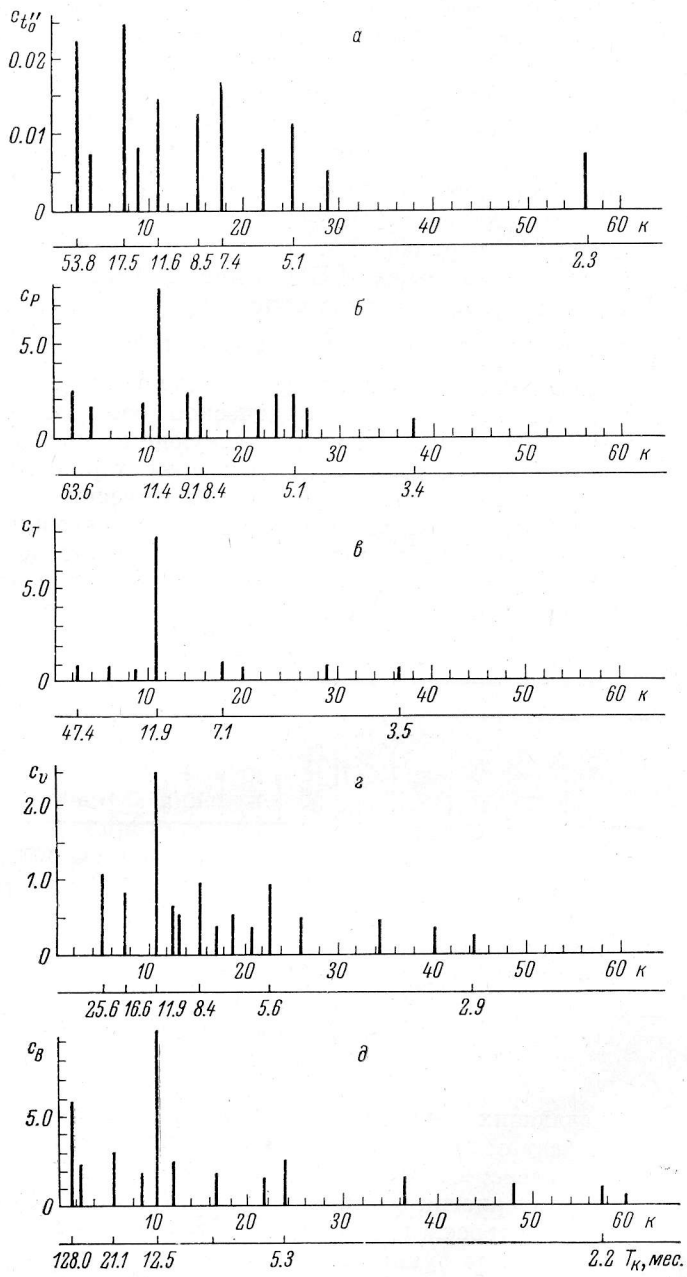 c_{t_0''} а
0.02
0.01
0 10 20 30 40 50 60 к
53.8 17.5 11.6 8.5 7.4 5.1 2.3
c_P б
5.0
0 10 20 30 40 50 60 к
63.6 11.4 9.1 8.4 5.1 3.4
c_T в
5.0
0 10 20 30 40 50 60 к
47.4 11.9 7.1 3.5
c_v г
2.0
1.0
0 10 20 30 40 50 60 к
25.6 16.6 11.9 8.4 5.6 2.9
c_B д
5.0
0 10 20 30 40 50 60 к
128.0 21.1 12.5 5.3 2.2 T_к, мес.